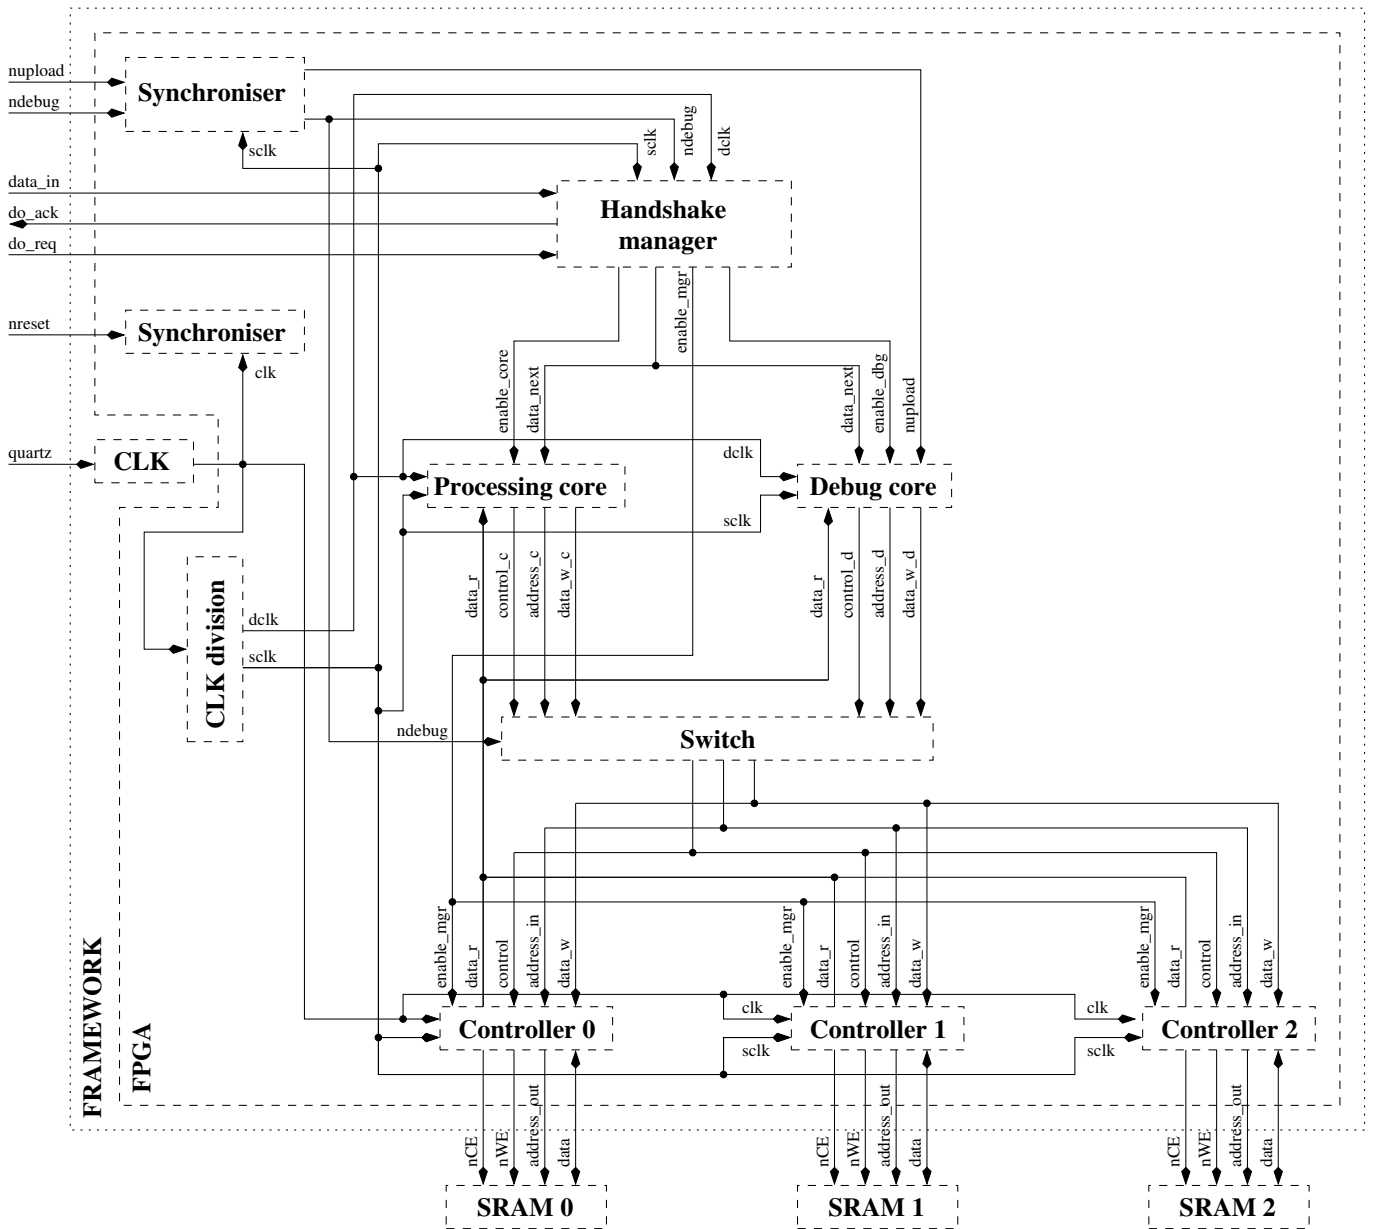 nupload
ndebug
Synchroniser
sclk
sclk
ndebug
dclk
data_in
do_ack
do_req
Handshake
manager
nreset
Synchroniser
clk
enable_mgr
enable_core
data_next
data_next
enable_dbg
nupload
quartz
CLK
dclk
Processing core
Debug core
sclk
data_r
control_c
address_c
data_w_c
data_r
control_d
address_d
data_w_d
CLK division
dclk
sclk
ndebug
Switch
enable_mgr
data_r
control
address_in
data_w
enable_mgr
data_r
control
address_in
data_w
enable_mgr
data_r
control
address_in
data_w
FRAMEWORK
FPGA
clk
clk
Controller 0
Controller 1
Controller 2
sclk
sclk
nCE
nWE
address_out
data
nCE
nWE
address_out
data
nCE
nWE
address_out
data
SRAM 0
SRAM 1
SRAM 2